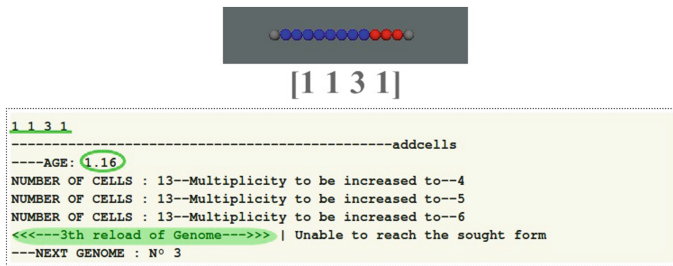 [1 1 3 1]
1 1 3 1
----------------------------------------------addcells
----AGE: 1.16
NUMBER OF CELLS : 13--Multiplicity to be increased to--4
NUMBER OF CELLS : 13--Multiplicity to be increased to--5
NUMBER OF CELLS : 13--Multiplicity to be increased to--6
<<<---3th reload of Genome--->>> | Unable to reach the sought form
---NEXT GENOME : Nº 3